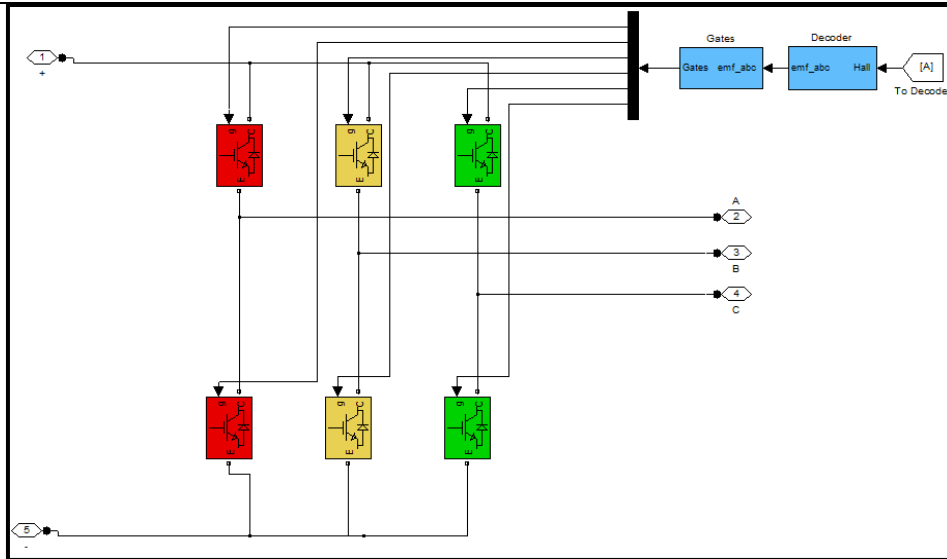 Gates
Decoder
1
+
Gates emf_abc
emf_abc Hall
[A]
To Decode
g C
E
g C
E
g C
E
A
2
3
B
4
C
g C
E
g C
E
g C
E
5
-